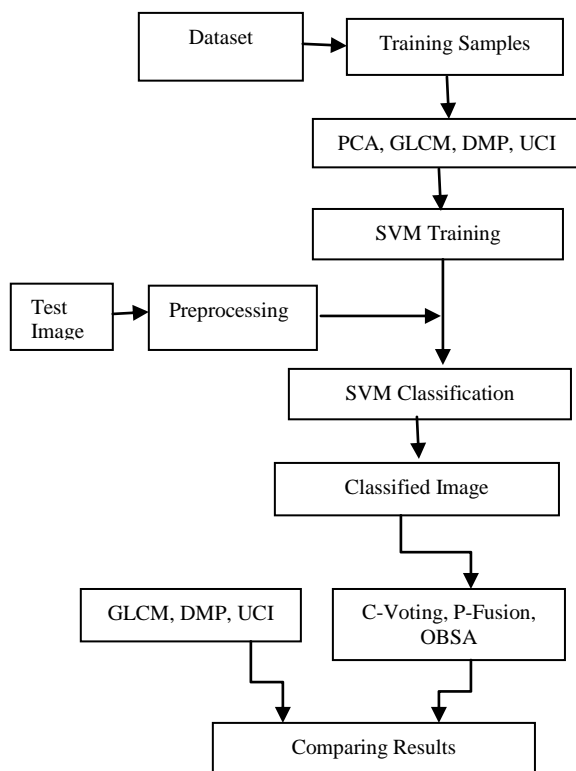 Dataset
Training Samples
PCA, GLCM, DMP, UCI
SVM Training
Test
Image
Preprocessing
SVM Classification
Classified Image
GLCM, DMP, UCI
C-Voting, P-Fusion,
OBSA
Comparing Results